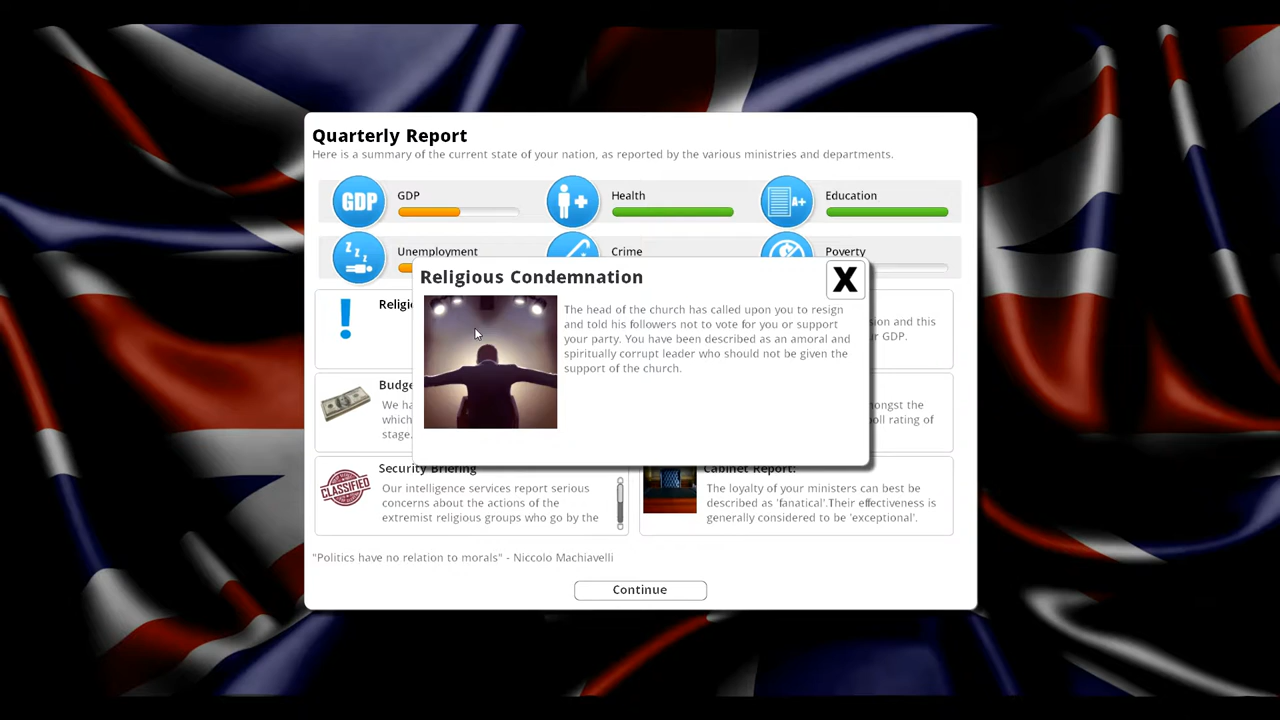 Quarterly Report
Here is a summary of the current state of your nation, as reported by the various ministries and departments.
GDP
GDP
Health
A+
Education
zzz
Unemployment
Crime
Poverty
Religious Condemnation
X
The head of the church has called upon you to resign
and told his followers not to vote for you or support
your party. You have been described as an amoral and
spiritually corrupt leader who should not be given the
support of the church.
and this
GDP.
We
which
stage.
the
poll rating of
Security Briefing
CLASSIFIED
Our intelligence services report serious
concerns about the actions of the
extremist religious groups who go by the
Cabinet Report:
The loyalty of your ministers can best be
described as 'fanatical'.Their effectiveness is
generally considered to be 'exceptional'.
"Politics have no relation to morals" - Niccolo Machiavelli
Continue